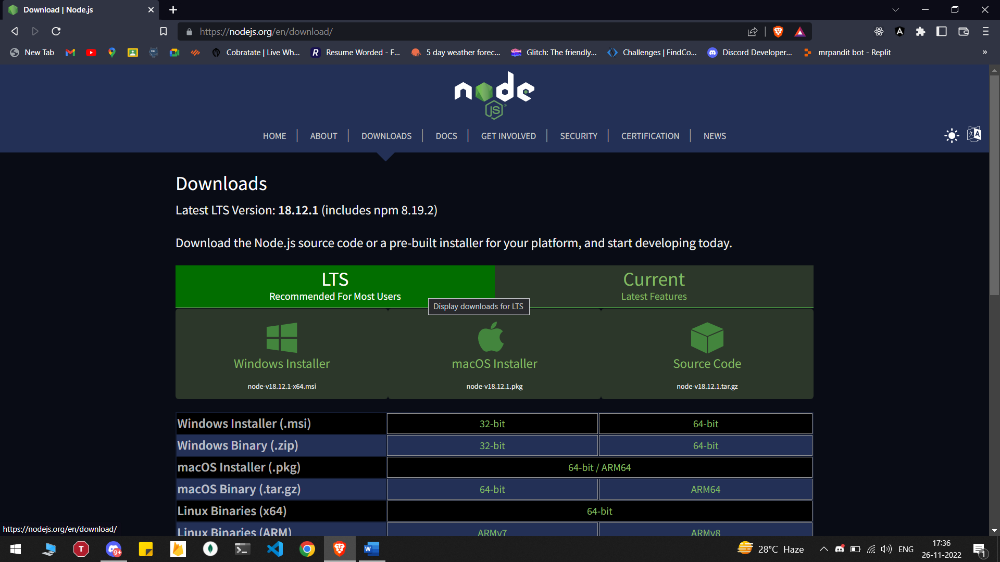 Download | Node.js
https://nodejs.org/en/download/
New Tab
Cobratate | Live Wh...
Resume Worded - F...
5 day weather forec...
Glitch: The friendly...
Challenges | FindCo...
Discord Developer...
mrpandit bot - Replit
node
JS
HOME
ABOUT
DOWNLOADS
DOCS
GET INVOLVED
SECURITY
CERTIFICATION
NEWS
Downloads
Latest LTS Version: 18.12.1 (includes npm 8.19.2)
Download the Node.js source code or a pre-built installer for your platform, and start developing today.
LTS
Recommended For Most Users
Current
Latest Features
Display downloads for LTS
Windows Installer
node-v18.12.1-x64.msi
macOS Installer
node-v18.12.1.pkg
Source Code
node-v18.12.1.tar.gz
Windows Installer (.msi) 32-bit 64-bit
Windows Binary (.zip) 32-bit 64-bit
macOS Installer (.pkg) 64-bit / ARM64
macOS Binary (.tar.gz) 64-bit ARM64
Linux Binaries (x64) 64-bit
Linux Binaries (ARM) ARMv7 ARMv8
https://nodejs.org/en/download/
T
9+
W
28°C Haze
ENG
17:36
26-11-2022
1